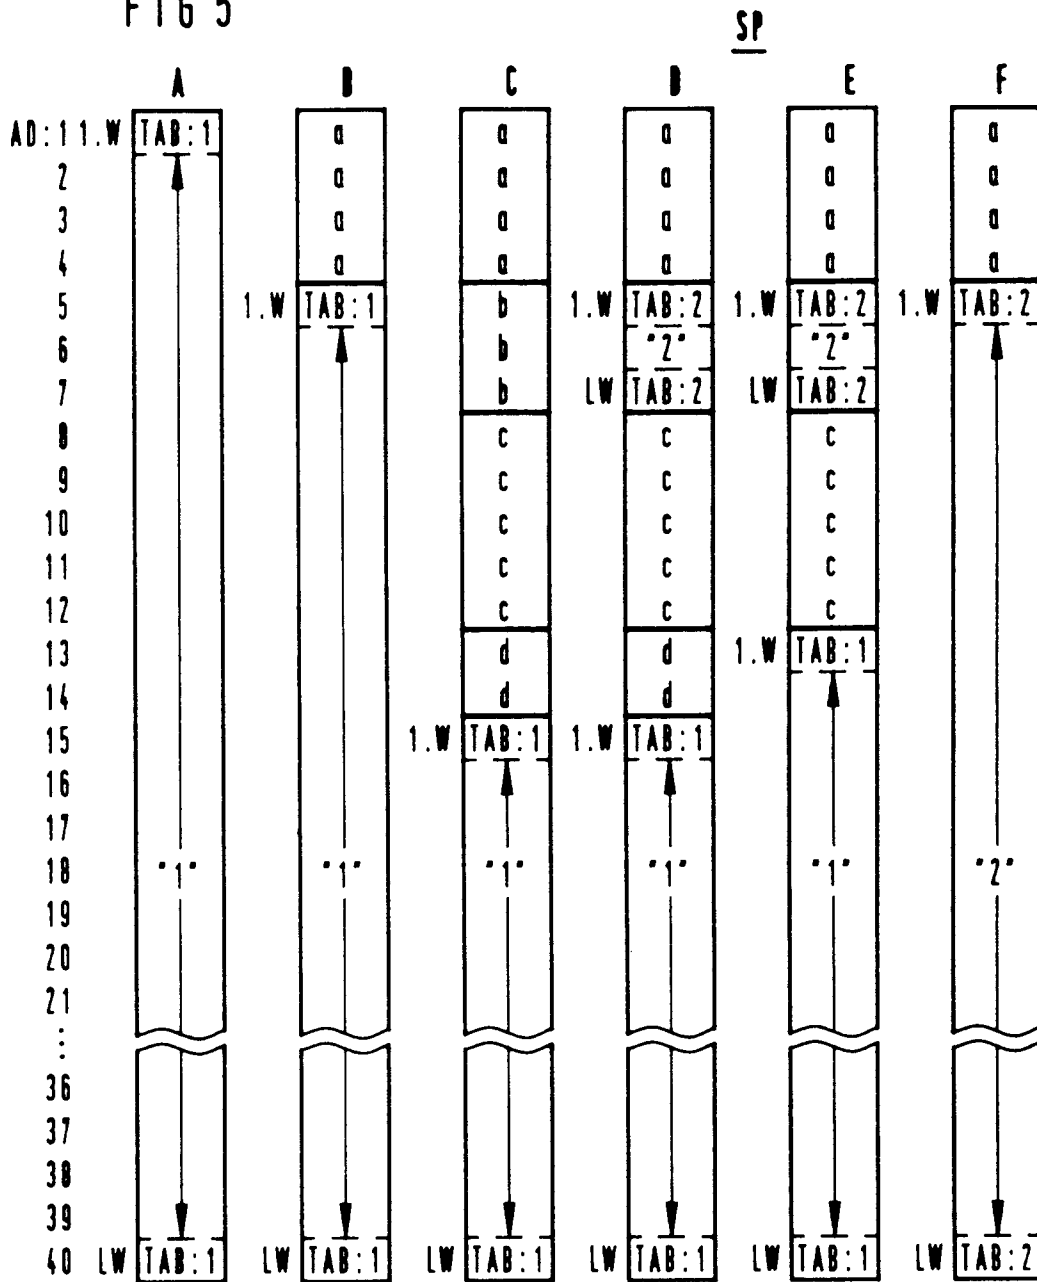 FIG 5
SP
A B C D E F
AD:1 1.W TAB:1 a a a a a
2 a a a a a
3 a a a a a
4 a a a a a
5 1.W TAB:1 b 1.W TAB:2 1.W TAB:2 1.W TAB:2
6 b "2" "2"
7 b LW TAB:2 LW TAB:2
8 c c c
9 c c c
10 c c c
11 c c c
12 c c c
13 d d 1.W TAB:1
14 d d
15 1.W TAB:1 1.W TAB:1
16
17
18 "1" "1" "1" "1" "1" "2"
19
20
21
:
36
37
38
39
40 LW TAB:1 LW TAB:1 LW TAB:1 LW TAB:1 LW TAB:1 LW TAB:2